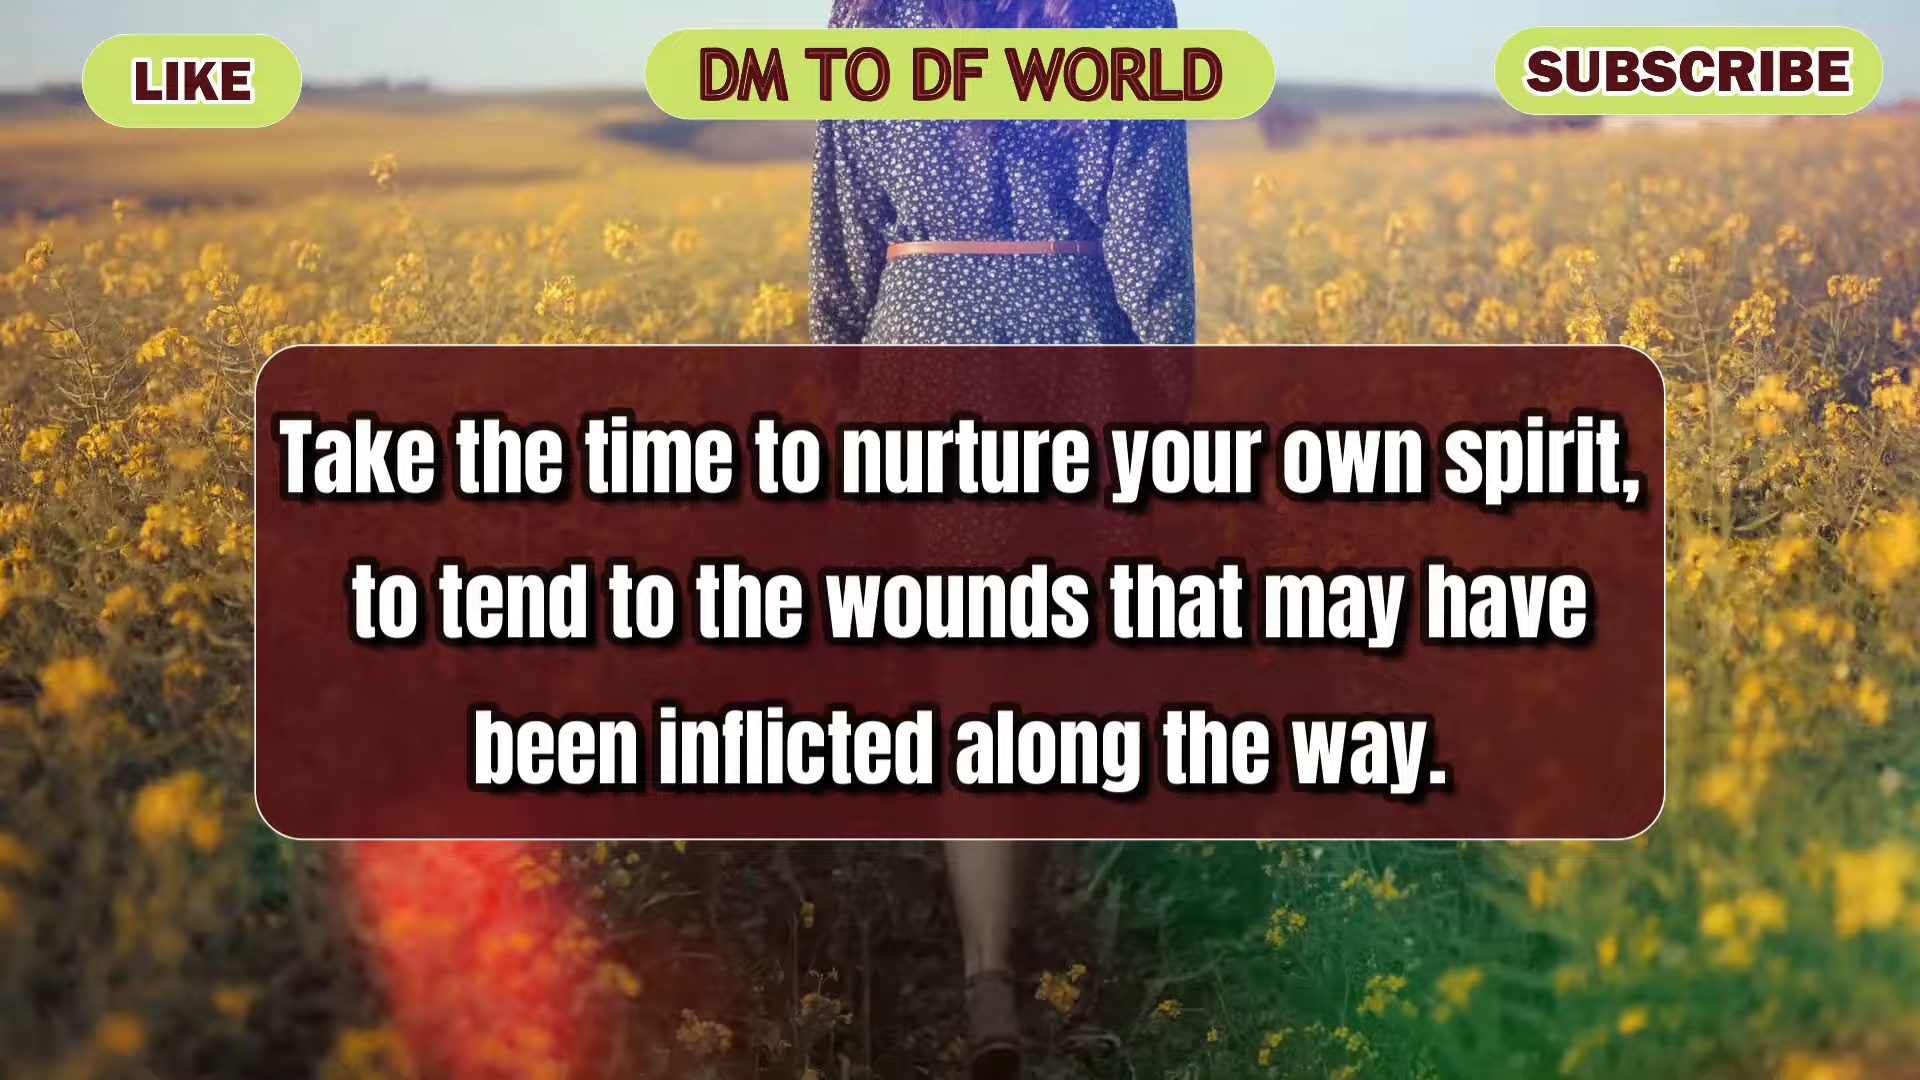 LIKE
DM TO DF WORLD
SUBSCRIBE
Take the time to nurture your own spirit,
to tend to the wounds that may have
been inflicted along the way.